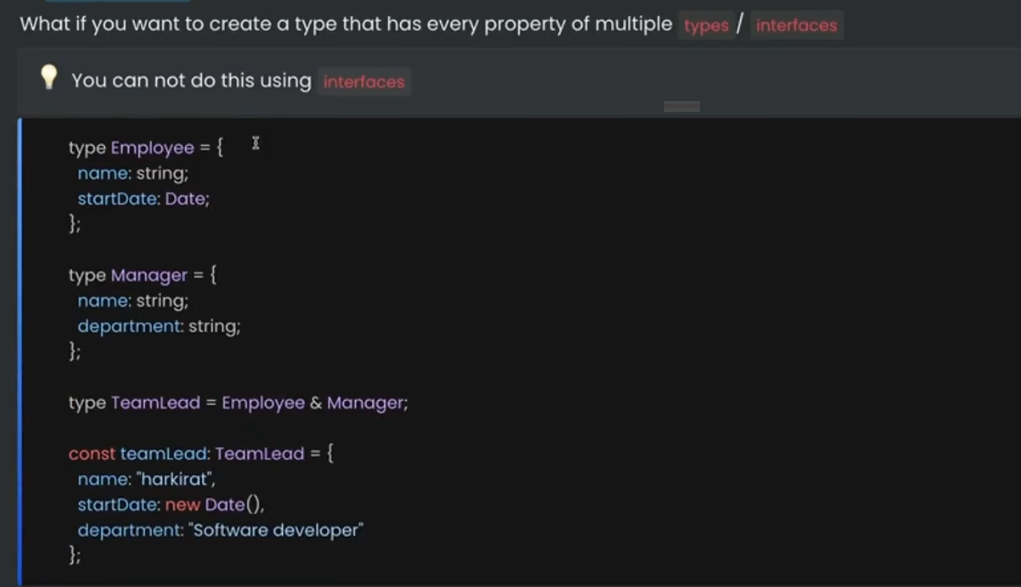 What if you want to create a type that has every property of multiple types / interfaces
You can not do this using interfaces
type Employee = {
name: string;
startDate: Date;
};
type Manager = {
name: string;
department: string;
};
type TeamLead = Employee & Manager;
const teamLead: TeamLead = {
name: "harkirat",
startDate: new Date(),
department: "Software developer"
};